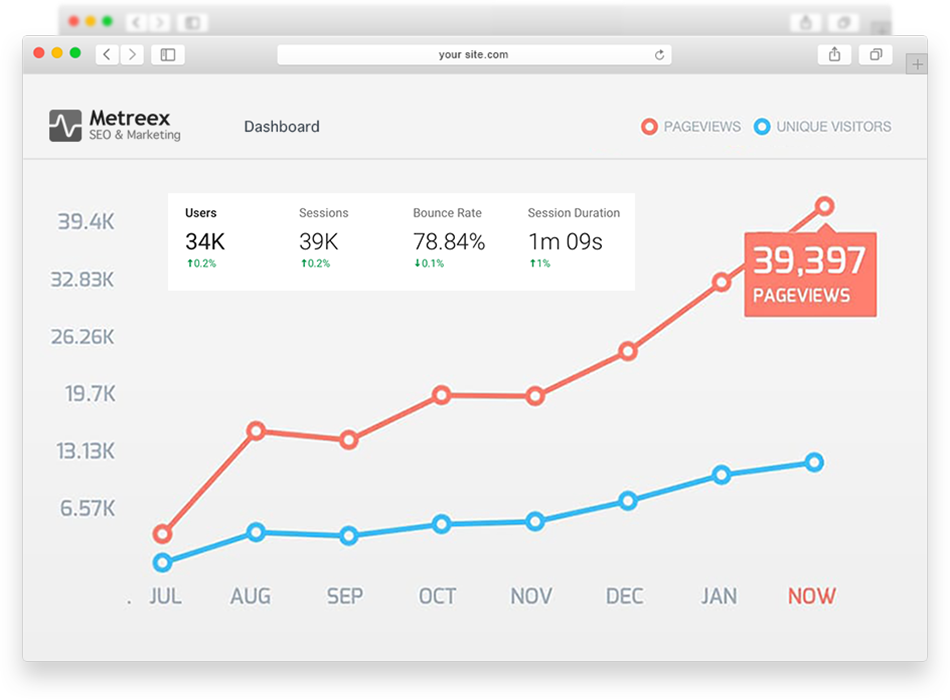 your site.com
Metreex
SEO & Marketing
Dashboard
PAGEVIEWS
UNIQUE VISITORS
Users
Sessions
Bounce Rate
Session Duration
34K
39K
78.84%
1m 09s
↑0.2%
↑0.2%
↓0.1%
↑1%
39,397
PAGEVIEWS
39.4K
32.83K
26.26K
19.7K
13.13K
6.57K
. JUL AUG SEP OCT NOV DEC JAN NOW